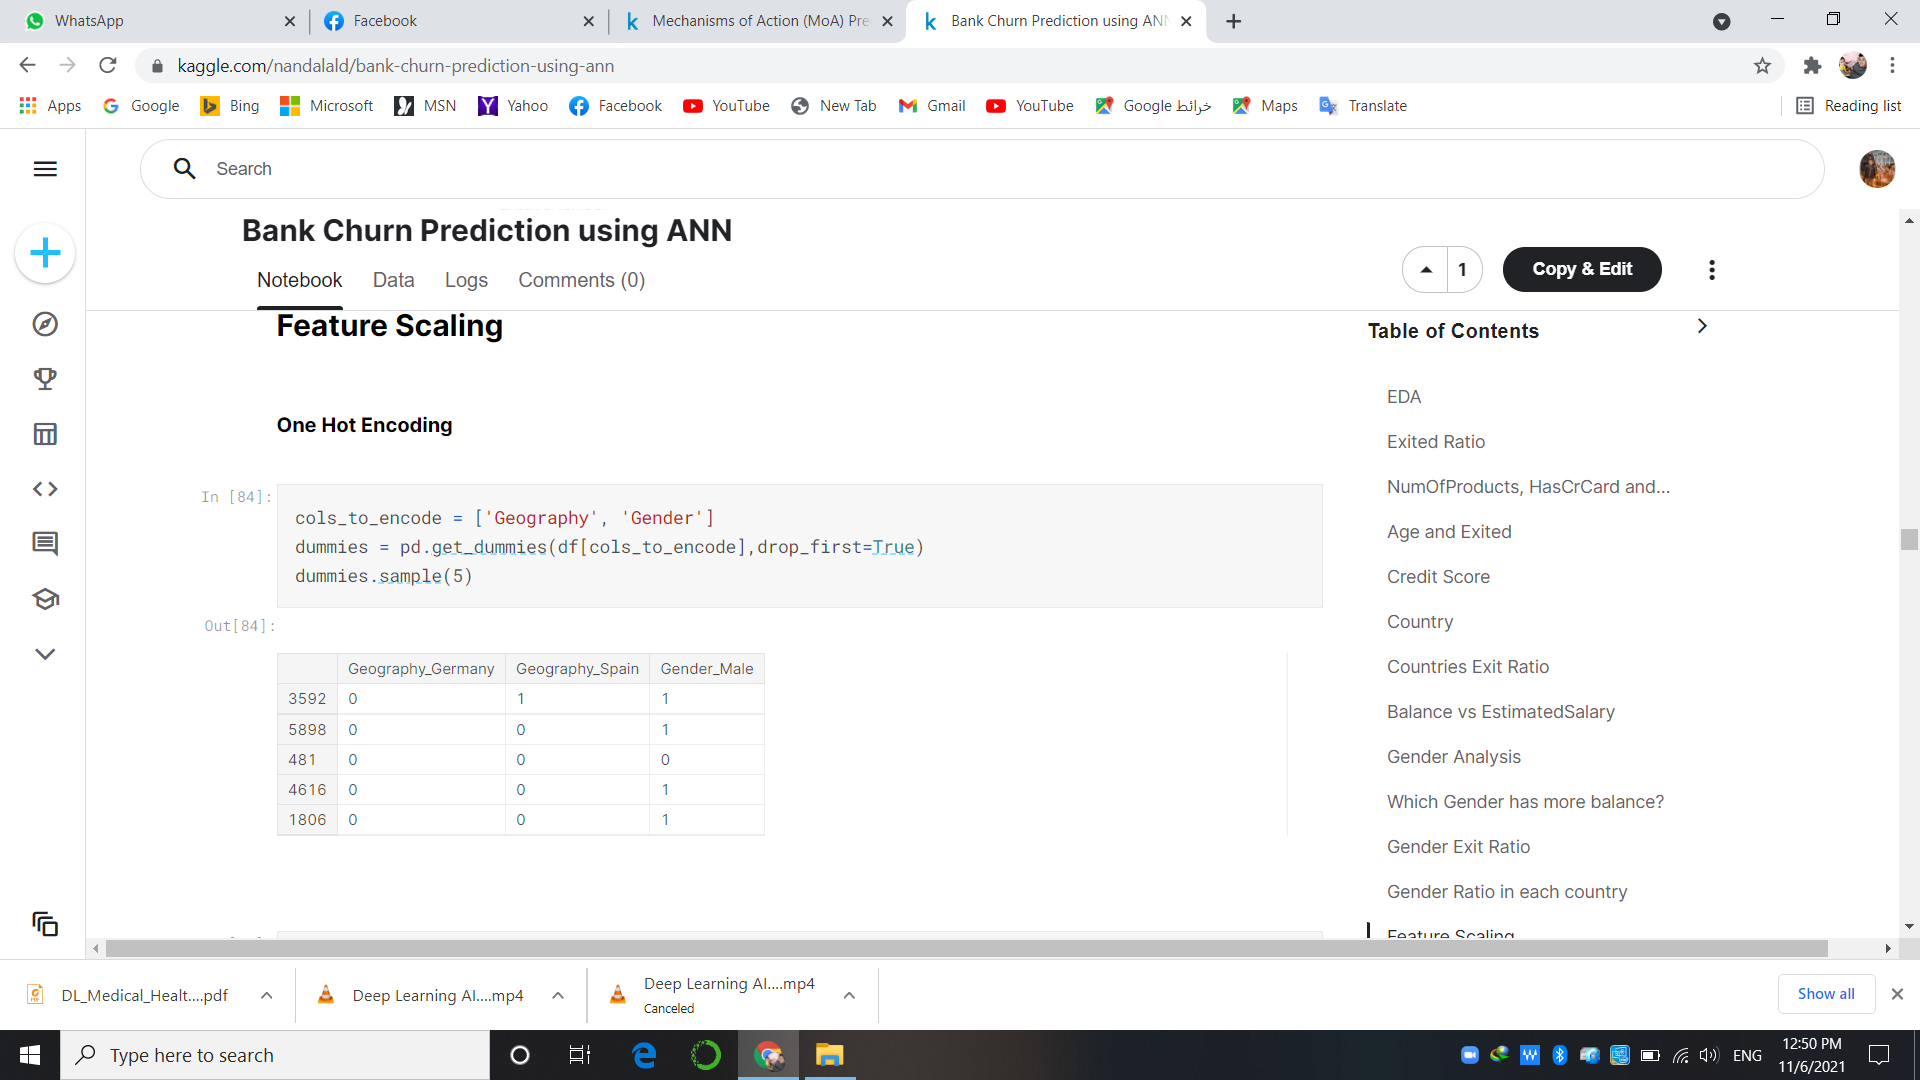 WhatsApp
Facebook
Mechanisms of Action (MoA) Pre
Bank Churn Prediction using ANN
kaggle.com/nandalald/bank-churn-prediction-using-ann
Apps
Google
Bing
Microsoft
MSN
Yahoo
Facebook
YouTube
New Tab
Gmail
YouTube
خرائط Google
Maps
Translate
Reading list
Search
Bank Churn Prediction using ANN
Notebook
Data
Logs
Comments (0)
1
Copy & Edit
Feature Scaling
One Hot Encoding
In [84]:
cols_to_encode = ['Geography', 'Gender']
dummies = pd.get_dummies(df[cols_to_encode],drop_first=True)
dummies.sample(5)
Out[84]:
Geography_Germany Geography_Spain Gender_Male
3592 0 1 1
5898 0 0 1
481 0 0 0
4616 0 0 1
1806 0 0 1
Table of Contents
EDA
Exited Ratio
NumOfProducts, HasCrCard and...
Age and Exited
Credit Score
Country
Countries Exit Ratio
Balance vs EstimatedSalary
Gender Analysis
Which Gender has more balance?
Gender Exit Ratio
Gender Ratio in each country
Feature Scaling
DL_Medical_Healt....pdf
Deep Learning AI....mp4
Deep Learning AI....mp4
Canceled
Show all
Type here to search
ENG
12:50 PM
11/6/2021